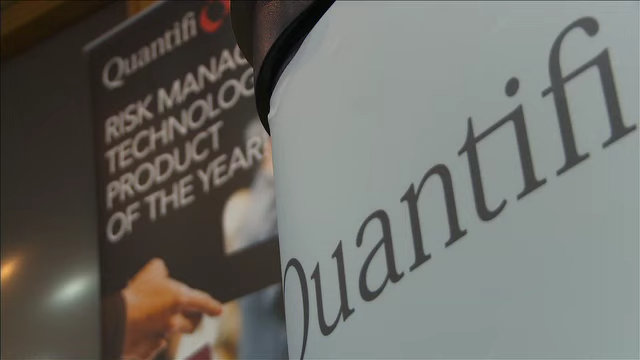 Quantifi
RISK MANAG
TECHNOLOG
PRODUCT
OF THE YEAR
Quantifi